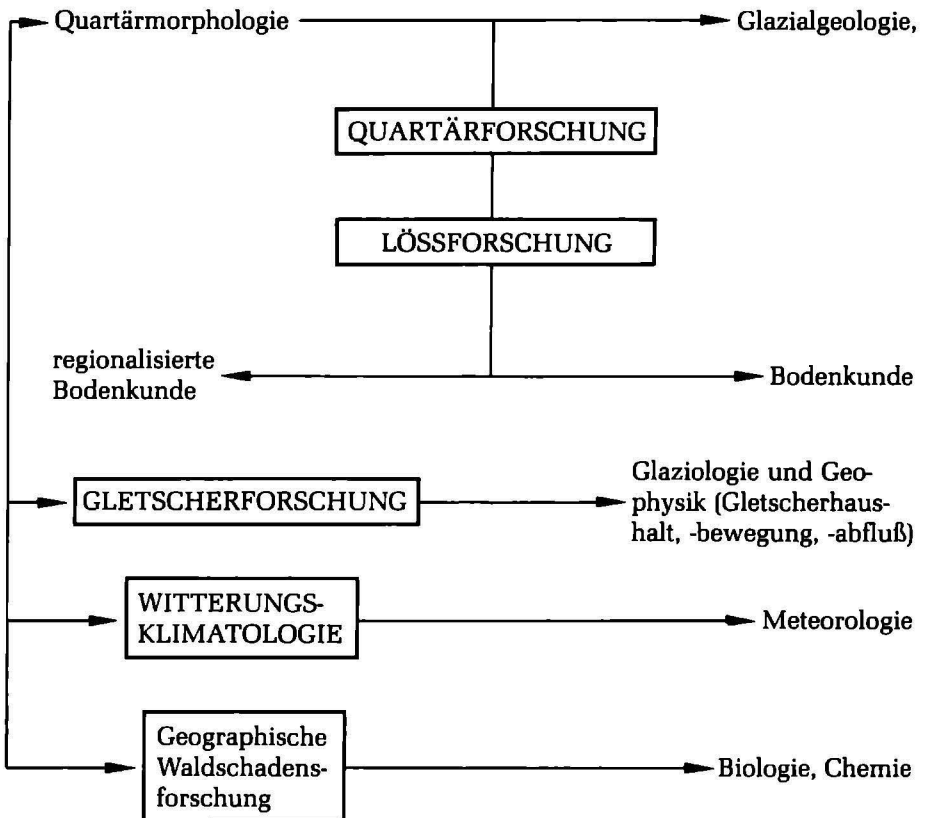 Quartärmorphologie
Glazialgeologie,
QUARTÄRFORSCHUNG
LÖSSFORSCHUNG
regionalisierte
Bodenkunde
Bodenkunde
GLETSCHERFORSCHUNG
Glaziologie und Geo-
physik (Gletscherhaus-
halt, -bewegung, -abfluß)
WITTERUNGS-
KLIMATOLOGIE
Meteorologie
Geographische
Waldschadens-
forschung
Biologie, Chemie